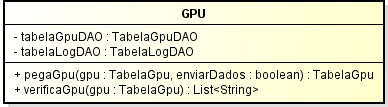 GPU
- tabelaGpuDAO : TabelaGpuDAO
- tabelaLogDAO : TabelaLogDAO
+ pegaGpu(gpu : TabelaGpu, enviarDados : boolean) : TabelaGpu
+ verificaGpu(gpu : TabelaGpu) : List<String>